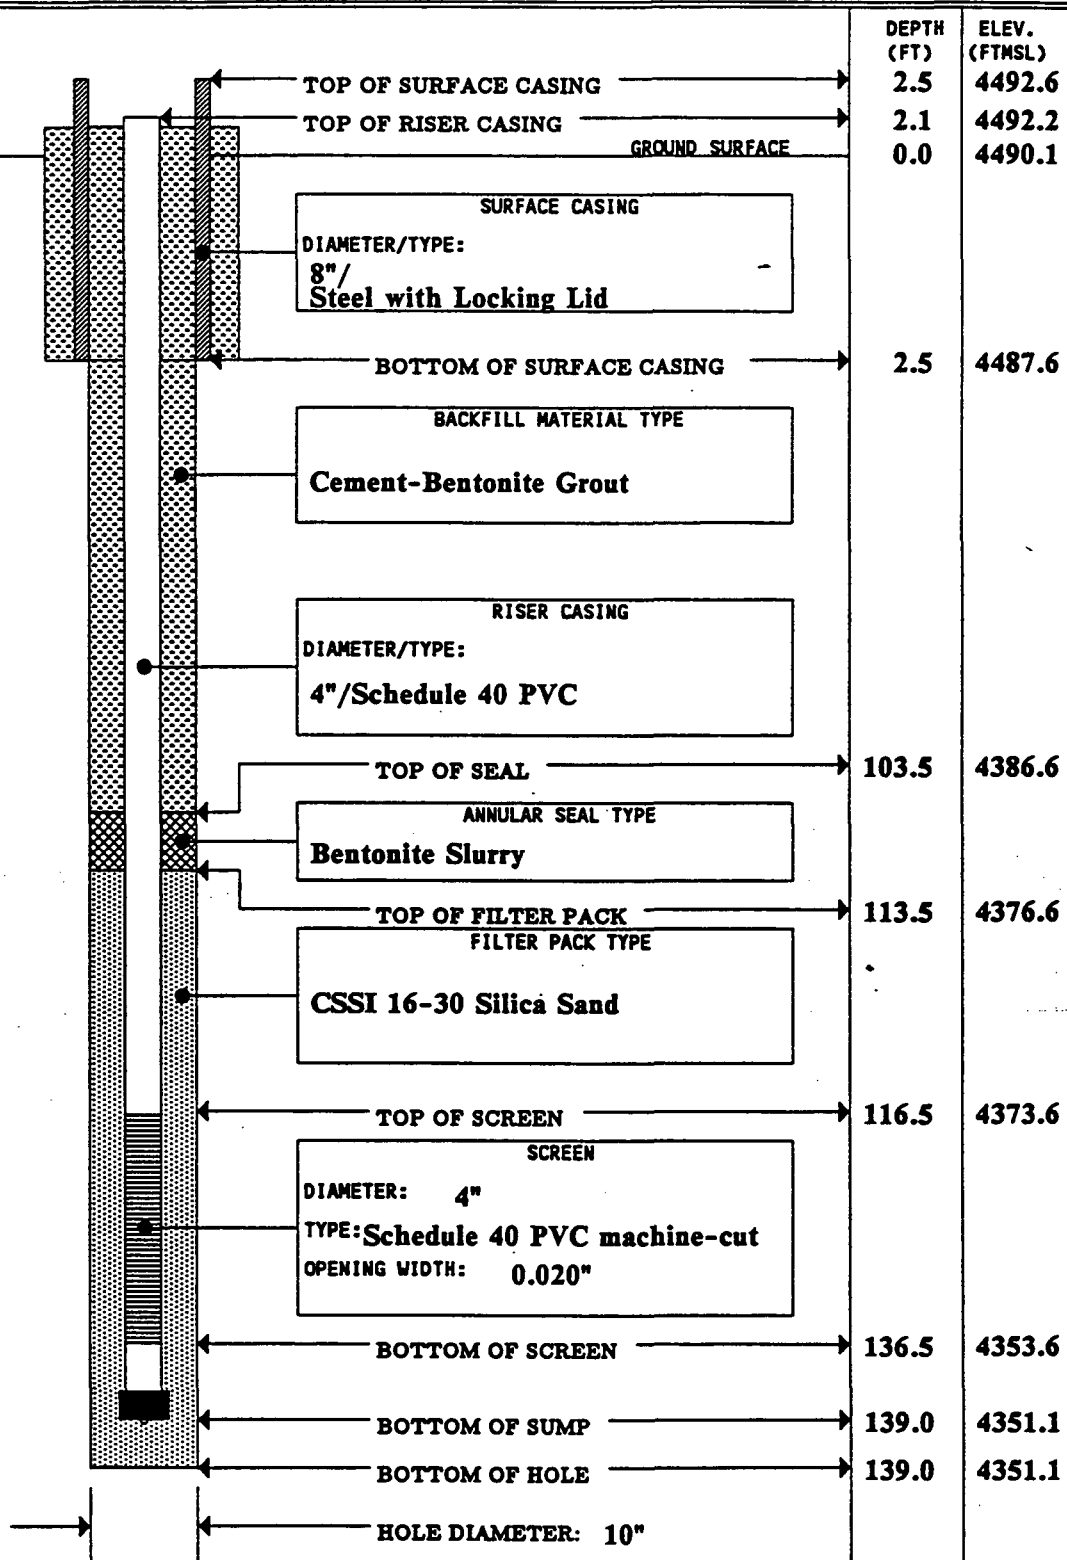 DEPTH ELEV.
(FT) (FTMSL)
TOP OF SURFACE CASING 2.5 4492.6
TOP OF RISER CASING 2.1 4492.2
GROUND SURFACE 0.0 4490.1
SURFACE CASING
DIAMETER/TYPE:
8"/
Steel with Locking Lid
BOTTOM OF SURFACE CASING 2.5 4487.6
BACKFILL MATERIAL TYPE
Cement-Bentonite Grout
RISER CASING
DIAMETER/TYPE:
4"/Schedule 40 PVC
TOP OF SEAL 103.5 4386.6
ANNULAR SEAL TYPE
Bentonite Slurry
TOP OF FILTER PACK 113.5 4376.6
FILTER PACK TYPE
CSSI 16-30 Silica Sand
TOP OF SCREEN 116.5 4373.6
SCREEN
DIAMETER: 4"
TYPE: Schedule 40 PVC machine-cut
OPENING WIDTH: 0.020"
BOTTOM OF SCREEN 136.5 4353.6
BOTTOM OF SUMP 139.0 4351.1
BOTTOM OF HOLE 139.0 4351.1
HOLE DIAMETER: 10"